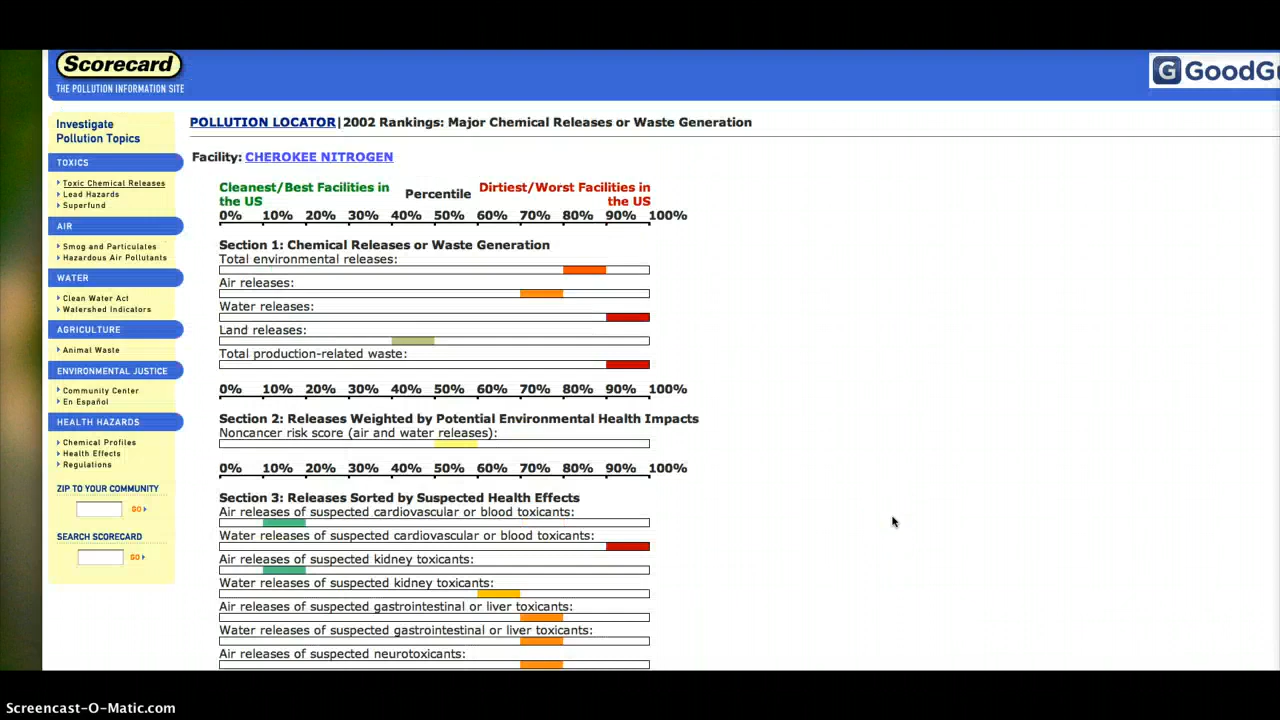 Scorecard
THE POLLUTION INFORMATION SITE
GoodGu
Investigate
Pollution Topics
TOXICS
Toxic Chemical Releases
Lead Hazards
Superfund
AIR
Smog and Particulates
Hazardous Air Pollutants
WATER
Clean Water Act
Watershed Indicators
AGRICULTURE
Animal Waste
ENVIRONMENTAL JUSTICE
Community Center
En Español
HEALTH HAZARDS
Chemical Profiles
Health Effects
Regulations
ZIP TO YOUR COMMUNITY
GO
SEARCH SCORECARD
GO
POLLUTION LOCATOR|2002 Rankings: Major Chemical Releases or Waste Generation
Facility: CHEROKEE NITROGEN
Cleanest/Best Facilities in the US Percentile Dirtiest/Worst Facilities in the US
0% 10% 20% 30% 40% 50% 60% 70% 80% 90% 100%
Section 1: Chemical Releases or Waste Generation
Total environmental releases:
Air releases:
Water releases:
Land releases:
Total production-related waste:
0% 10% 20% 30% 40% 50% 60% 70% 80% 90% 100%
Section 2: Releases Weighted by Potential Environmental Health Impacts
Noncancer risk score (air and water releases):
0% 10% 20% 30% 40% 50% 60% 70% 80% 90% 100%
Section 3: Releases Sorted by Suspected Health Effects
Air releases of suspected cardiovascular or blood toxicants:
Water releases of suspected cardiovascular or blood toxicants:
Air releases of suspected kidney toxicants:
Water releases of suspected kidney toxicants:
Air releases of suspected gastrointestinal or liver toxicants:
Water releases of suspected gastrointestinal or liver toxicants:
Air releases of suspected neurotoxicants:
Screencast-O-Matic.com